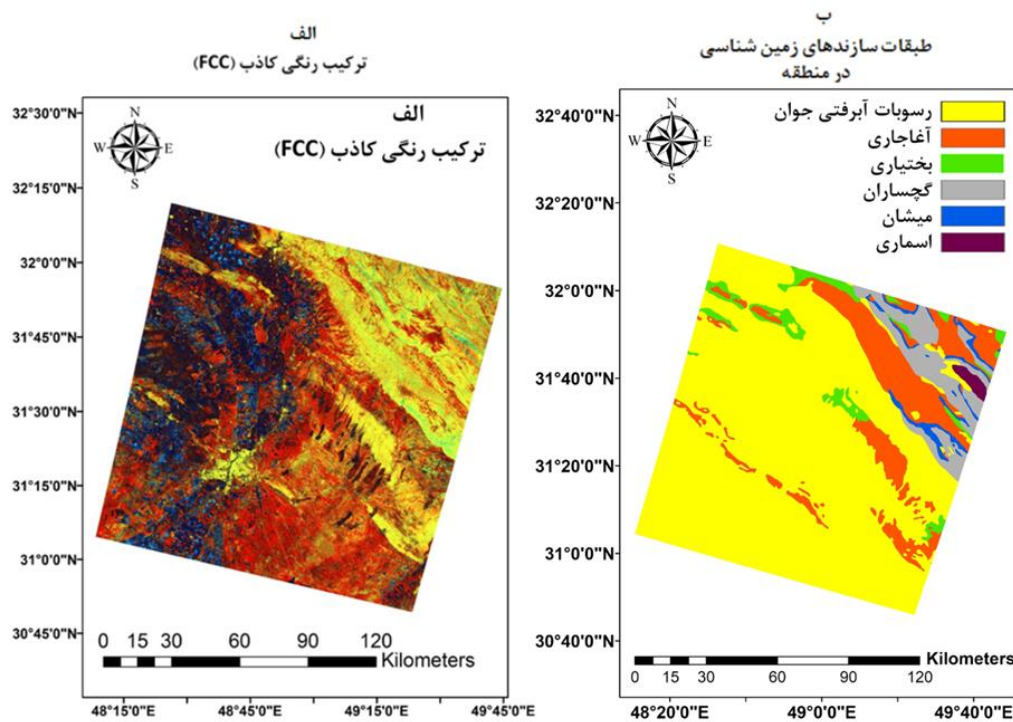 الف
ترکیب رنگی کاذب (FCC)
الف
ترکیب رنگی کاذب (FCC)
N
W
E
S
32°30'0"N
32°15'0"N
32°0'0"N
31°45'0"N
31°30'0"N
31°15'0"N
31°0'0"N
30°45'0"N
0 15 30 60 90 120
Kilometers
48°15'0"E 48°45'0"E 49°15'0"E 49°45'0"E
ب
طبقات سازندهای زمین شناسی
در منطقه
N
W
E
S
رسوبات آبرفتی جوان
آغاجاری
بختیاری
گچساران
میشان
اسماری
32°40'0"N
32°20'0"N
32°0'0"N
31°40'0"N
31°20'0"N
31°0'0"N
30°40'0"N
Kilometers
0 15 30 60 90 120
48°20'0"E 49°0'0"E 49°40'0"E